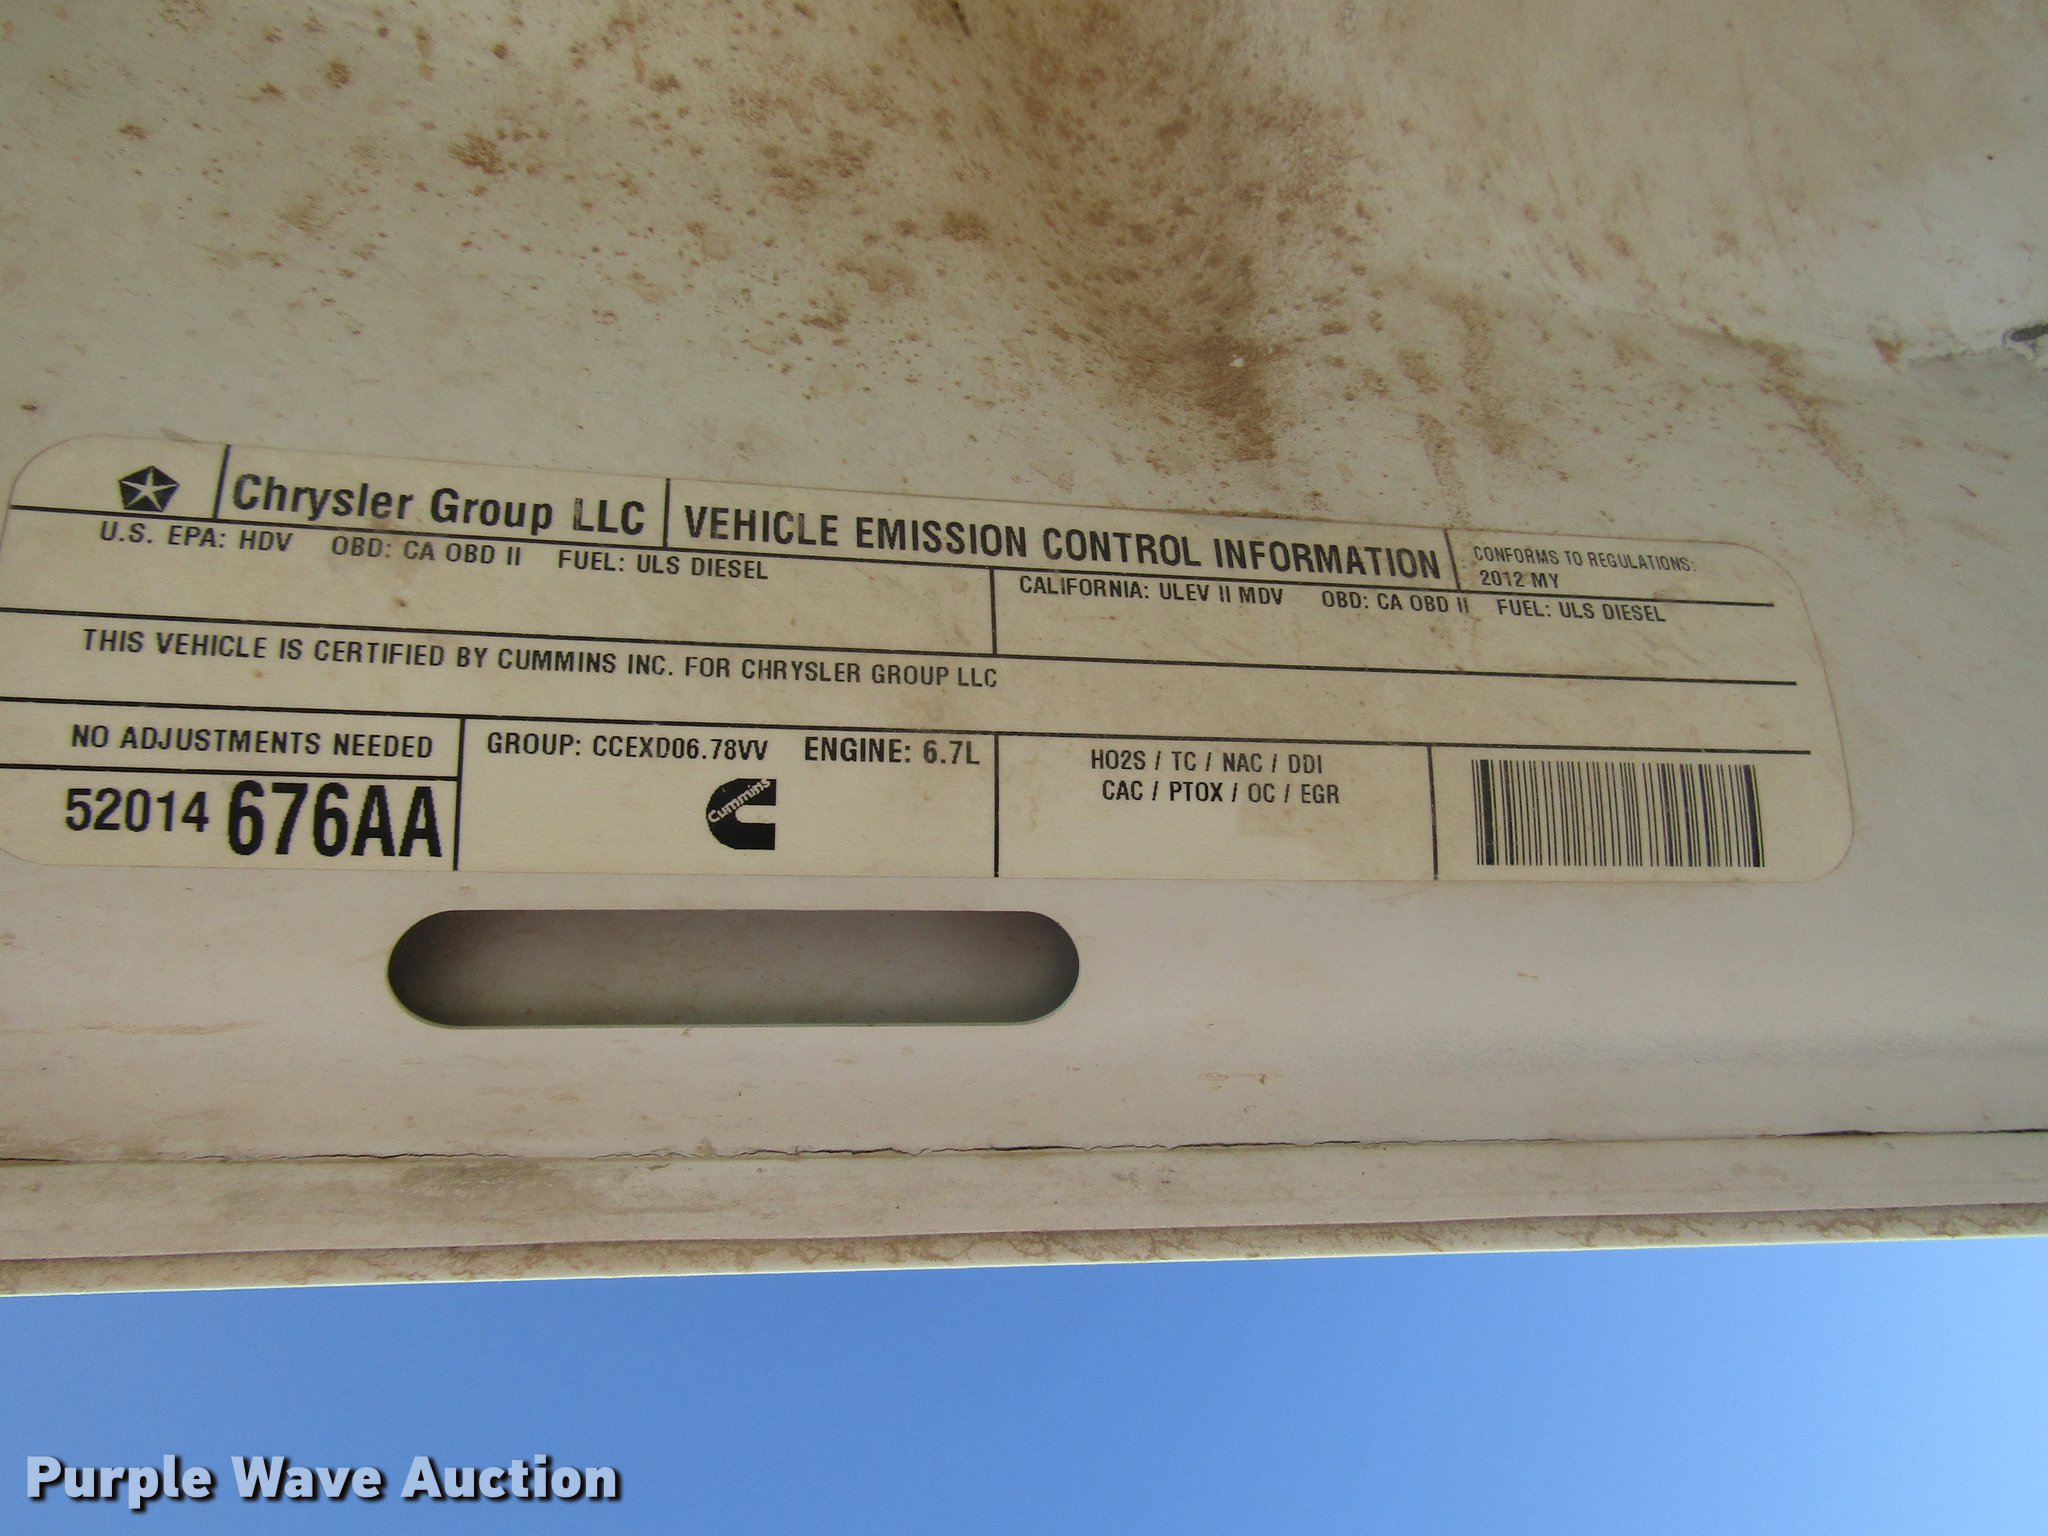 Chrysler Group LLC
VEHICLE EMISSION CONTROL INFORMATION
CONFORMS TO REGULATIONS:
2012 MY
U.S. EPA: HDV OBD: CA OBD II FUEL: ULS DIESEL
CALIFORNIA: ULEV II MDV OBD: CA OBD II FUEL: ULS DIESEL
THIS VEHICLE IS CERTIFIED BY CUMMINS INC. FOR CHRYSLER GROUP LLC
NO ADJUSTMENTS NEEDED
52014 676AA
GROUP: CCEXD06.78VV ENGINE: 6.7L
Cummins
HO2S / TC / NAC / DDI
CAC / PTOX / OC / EGR
Purple Wave Auction